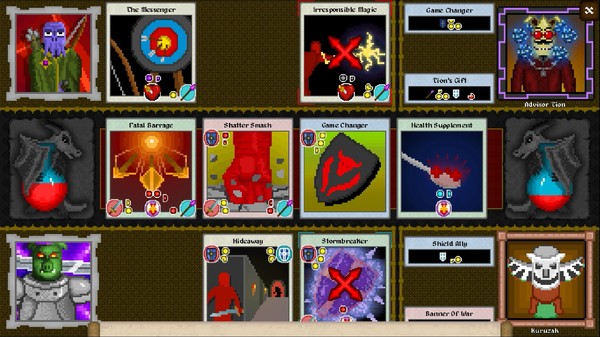 The Messenger
Irresponsible Magic
Game Changer
Tion's Gift
Advisor Tion
Fatal Barrage
Shatter Smash
Game Changer
Health Supplement
Hideaway
Stormbreaker
Shield Ally
Banner Of War
Kuruzak